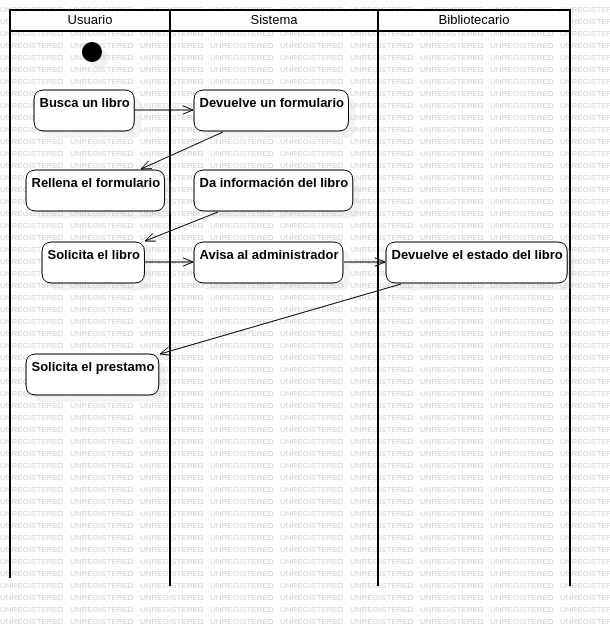 Usuario Sistema Bibliotecario
Busca un libro Devuelve un formulario
Rellena el formulario Da información del libro
Solicita el libro Avisa al administrador Devuelve el estado del libro
Solicita el prestamo
UNREGISTERED